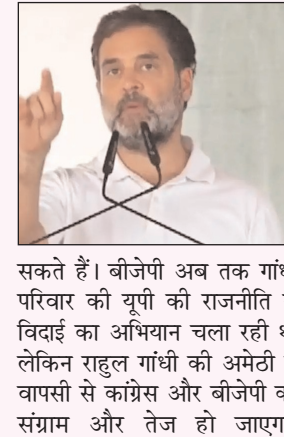 सकते हैं। बीजेपी अब तक
परिवार की यूपी की राजनीति
विदाई का अभियान चला रही
लेकिन राहुल गांधी की अमेठी
वापसी से कांग्रेस और बीजेपी
संग्राम और तेज हो